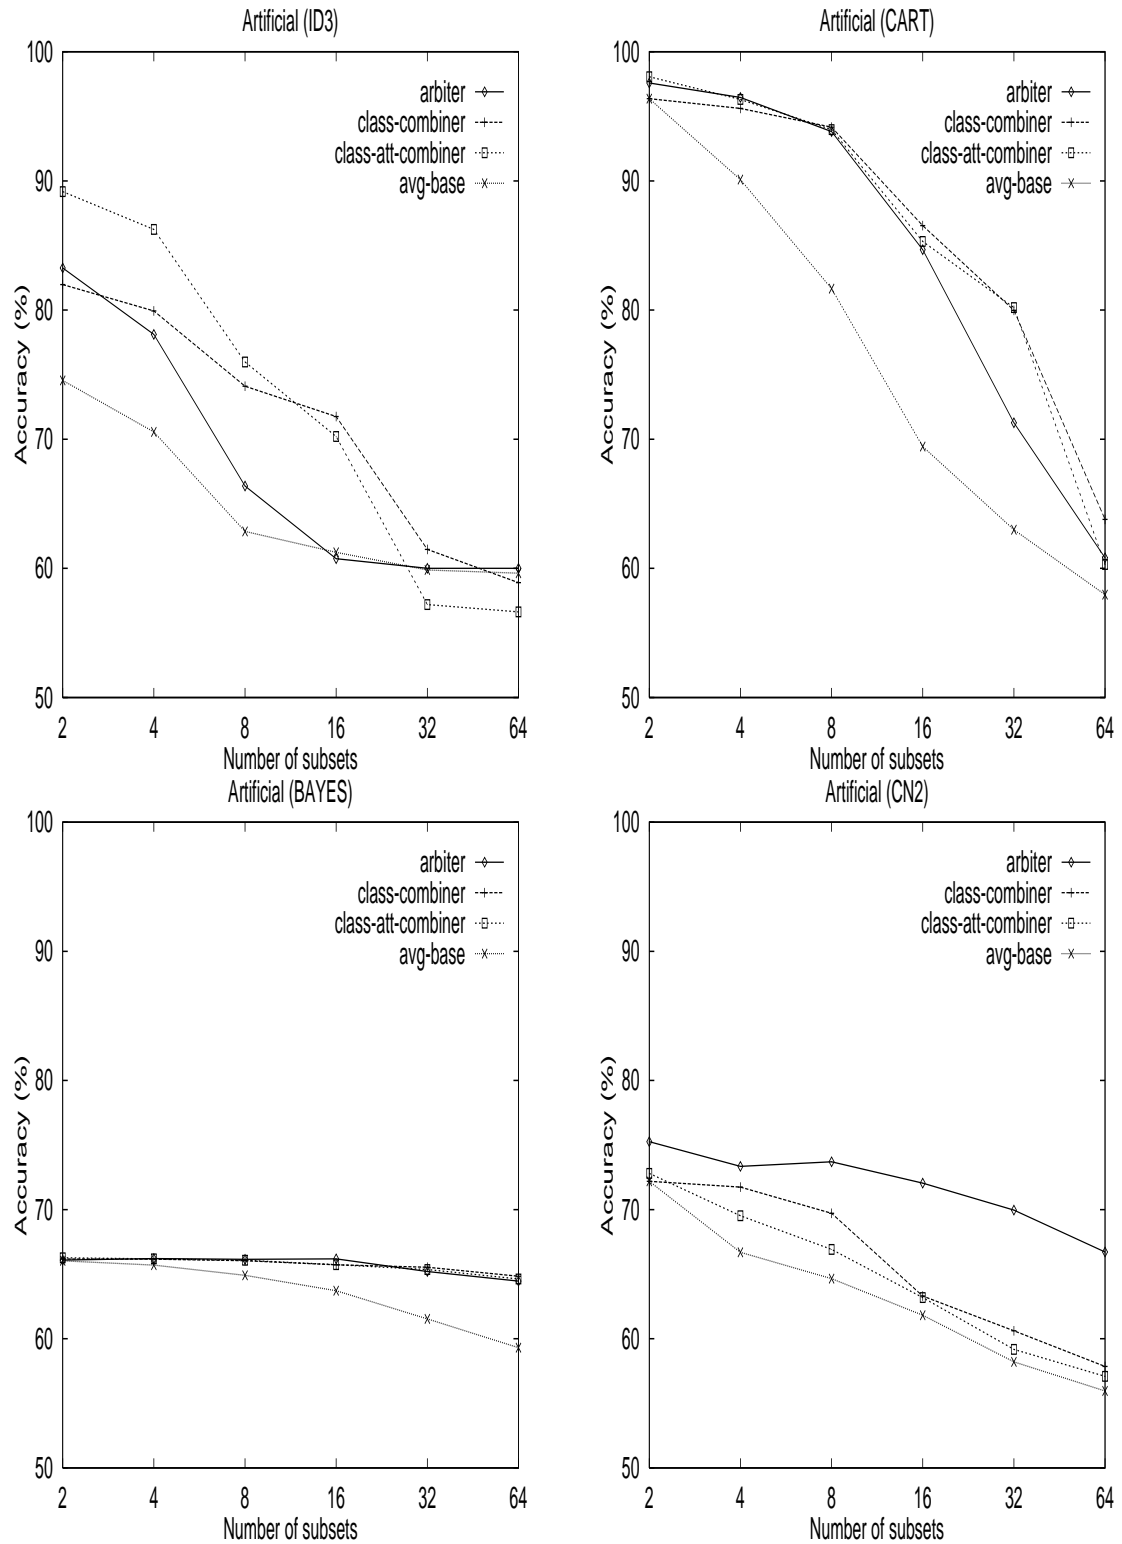 Artificial (ID3)
100
90
80
70
60
50
Accuracy (%)
arbiter
class-combiner
class-att-combiner
avg-base
2 4 8 16 32 64
Number of subsets
Artificial (CART)
100
90
80
70
60
50
Accuracy (%)
arbiter
class-combiner
class-att-combiner
avg-base
2 4 8 16 32 64
Number of subsets
Artificial (BAYES)
100
90
80
70
60
50
Accuracy (%)
arbiter
class-combiner
class-att-combiner
avg-base
2 4 8 16 32 64
Number of subsets
Artificial (CN2)
100
90
80
70
60
50
Accuracy (%)
arbiter
class-combiner
class-att-combiner
avg-base
2 4 8 16 32 64
Number of subsets